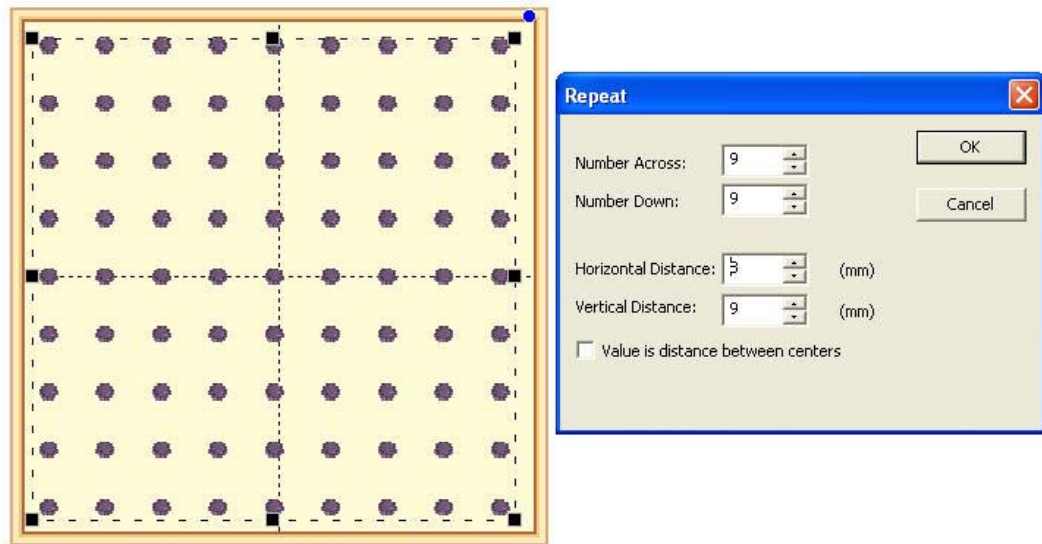 Repeat
OK
Number Across: 9
Number Down: 9
Cancel
Horizontal Distance: (mm)
Vertical Distance: 9 (mm)
Value is distance between centers